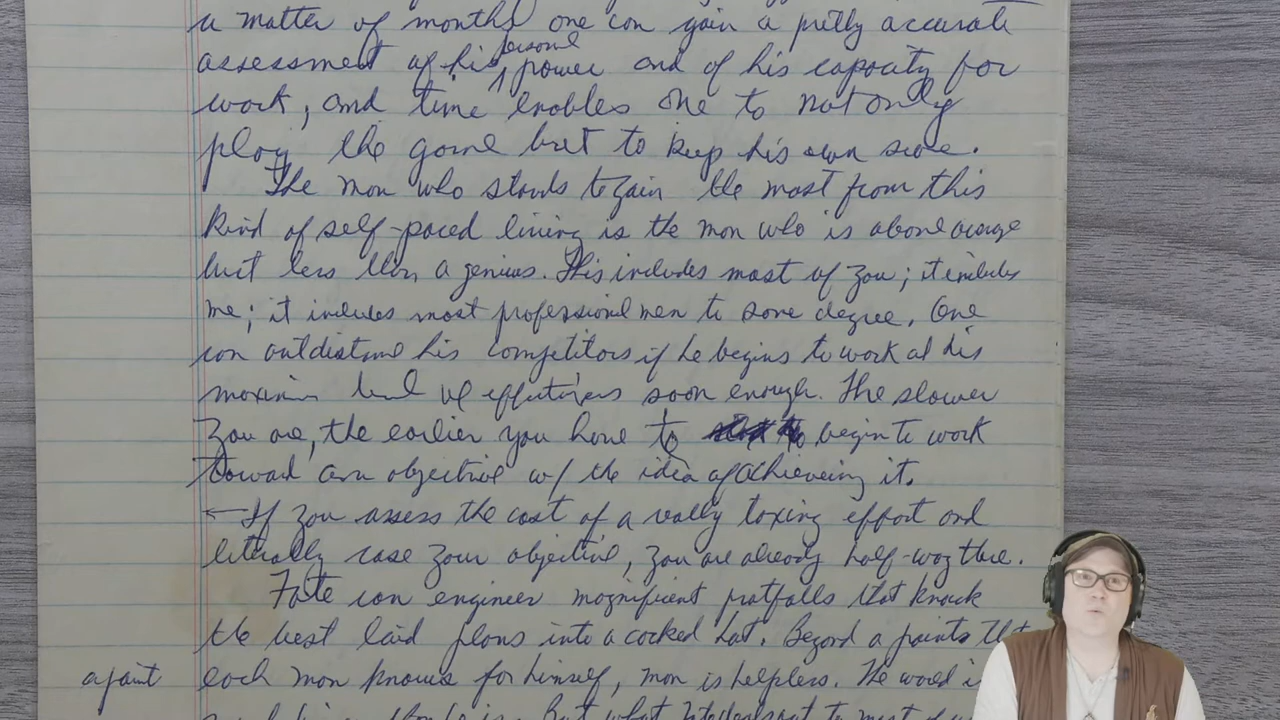 a matter of months one can gain a pretty accurate
personal
assessment of his power and of his capacity for
work, and time enables one to not only
play the game but to keep his own score.
The man who stands to gain the most from this
kind of self-paced living is the man who is above average
but less than a genius. This includes most of you; it includes
me; it includes most professional men to some degree. One
can outdistance his competitors if he begins to work at his
maximum level of effectiveness soon enough. The slower
you are, the earlier you have to begin to work
toward an objective w/ the idea of achieveing it.
← If you assess the cost of a really taxing effort and
literally case your objective, you are already half-way there.
Fate can engineer magnificent pratfalls that knock
the best laid plans into a cocked hat. Beyond a points
a point each man knows for himself, man is helpless. The world
But what